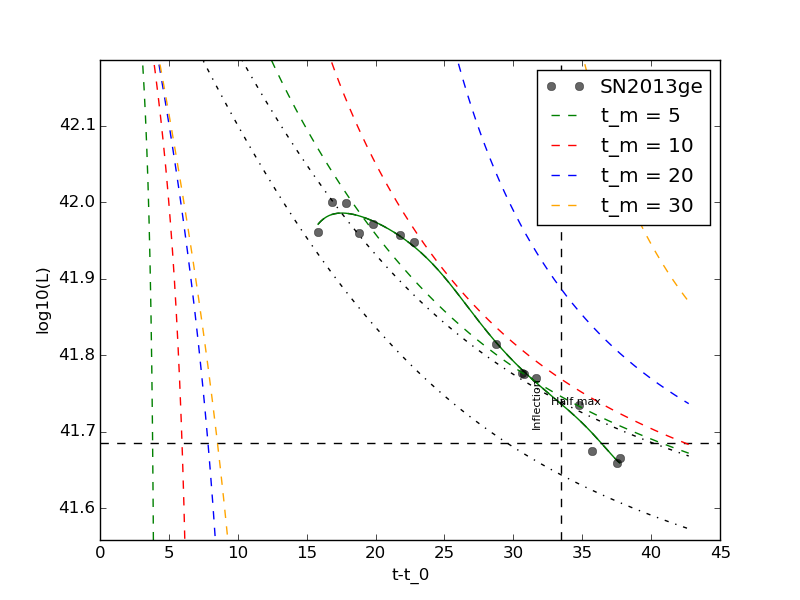 SN2013ge
t_m = 5
t_m = 10
t_m = 20
t_m = 30
42.1
42.0
41.9
41.8
41.7
41.6
log10(L)
Inflection
Half max
0 5 10 15 20 25 30 35 40 45
t-t_0